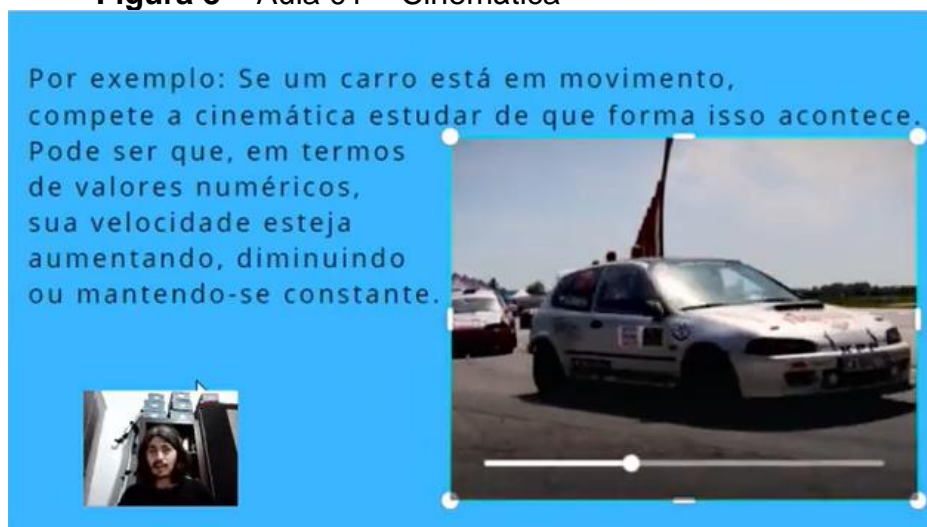 Por exemplo: Se um carro está em movimento,
compete a cinemática estudar de que forma isso acontece.
Pode ser que, em termos
de valores numéricos,
sua velocidade esteja
aumentando, diminuindo
ou mantendo-se constante.